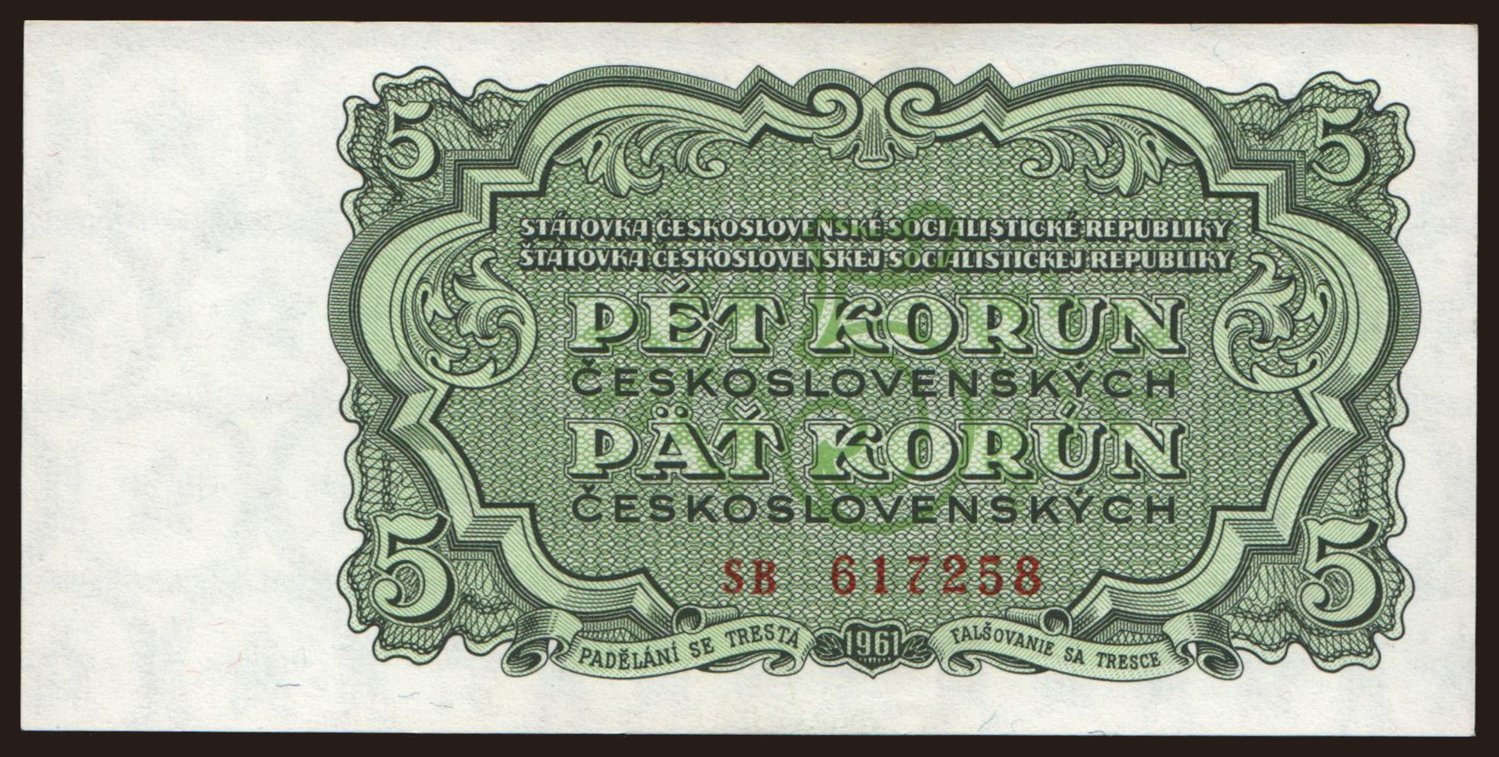 5 5
STÁTOVKA ČESKOSLOVENSKÉ SOCIALISTICKÉ REPUBLIKY
ŠTÁTOVKA ČESKOSLOVENSKEJ SOCIALISTICKEJ REPUBLIKY
PĚT KORUN
ČESKOSLOVENSKÝCH
PÄŤ KORÚN
ČESKOSLOVENSKÝCH
SB 617258
5 5
PADĚLÁNÍ SE TRESTÁ 1961 FALŠOVANIE SA TRESCE